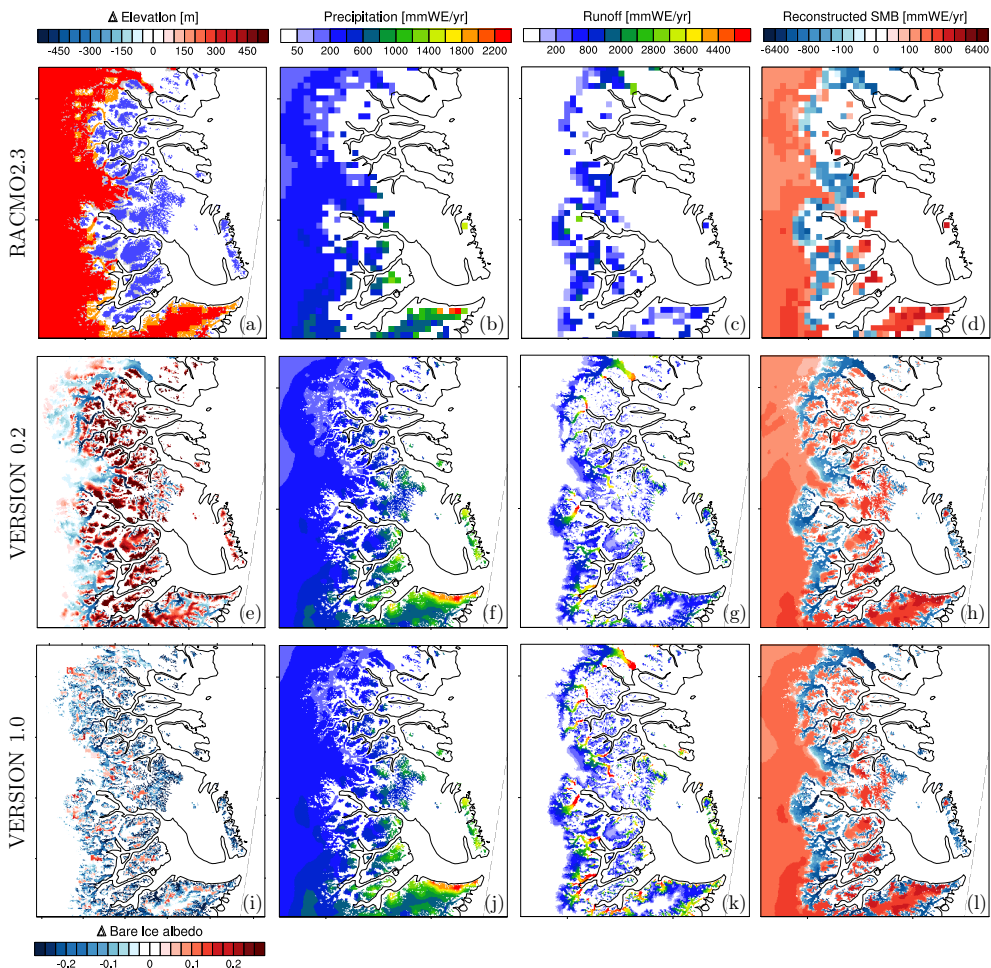 Δ Elevation [m] Precipitation [mmWE/yr] Runoff [mmWE/yr] Reconstructed SMB [mmWE/yr]
-450 -300 -150 0 150 300 450 50 200 600 1000 1400 1800 2200 200 800 2000 2800 3600 4400 -6400 -800 -100 0 100 800 6400
RACMO2.3
(a) (b) (c) (d)
VERSION 0.2
(e) (f) (g) (h)
VERSION 1.0
(i) (j) (k) (l)
Δ Bare Ice albedo
-0.2 -0.1 0 0.1 0.2